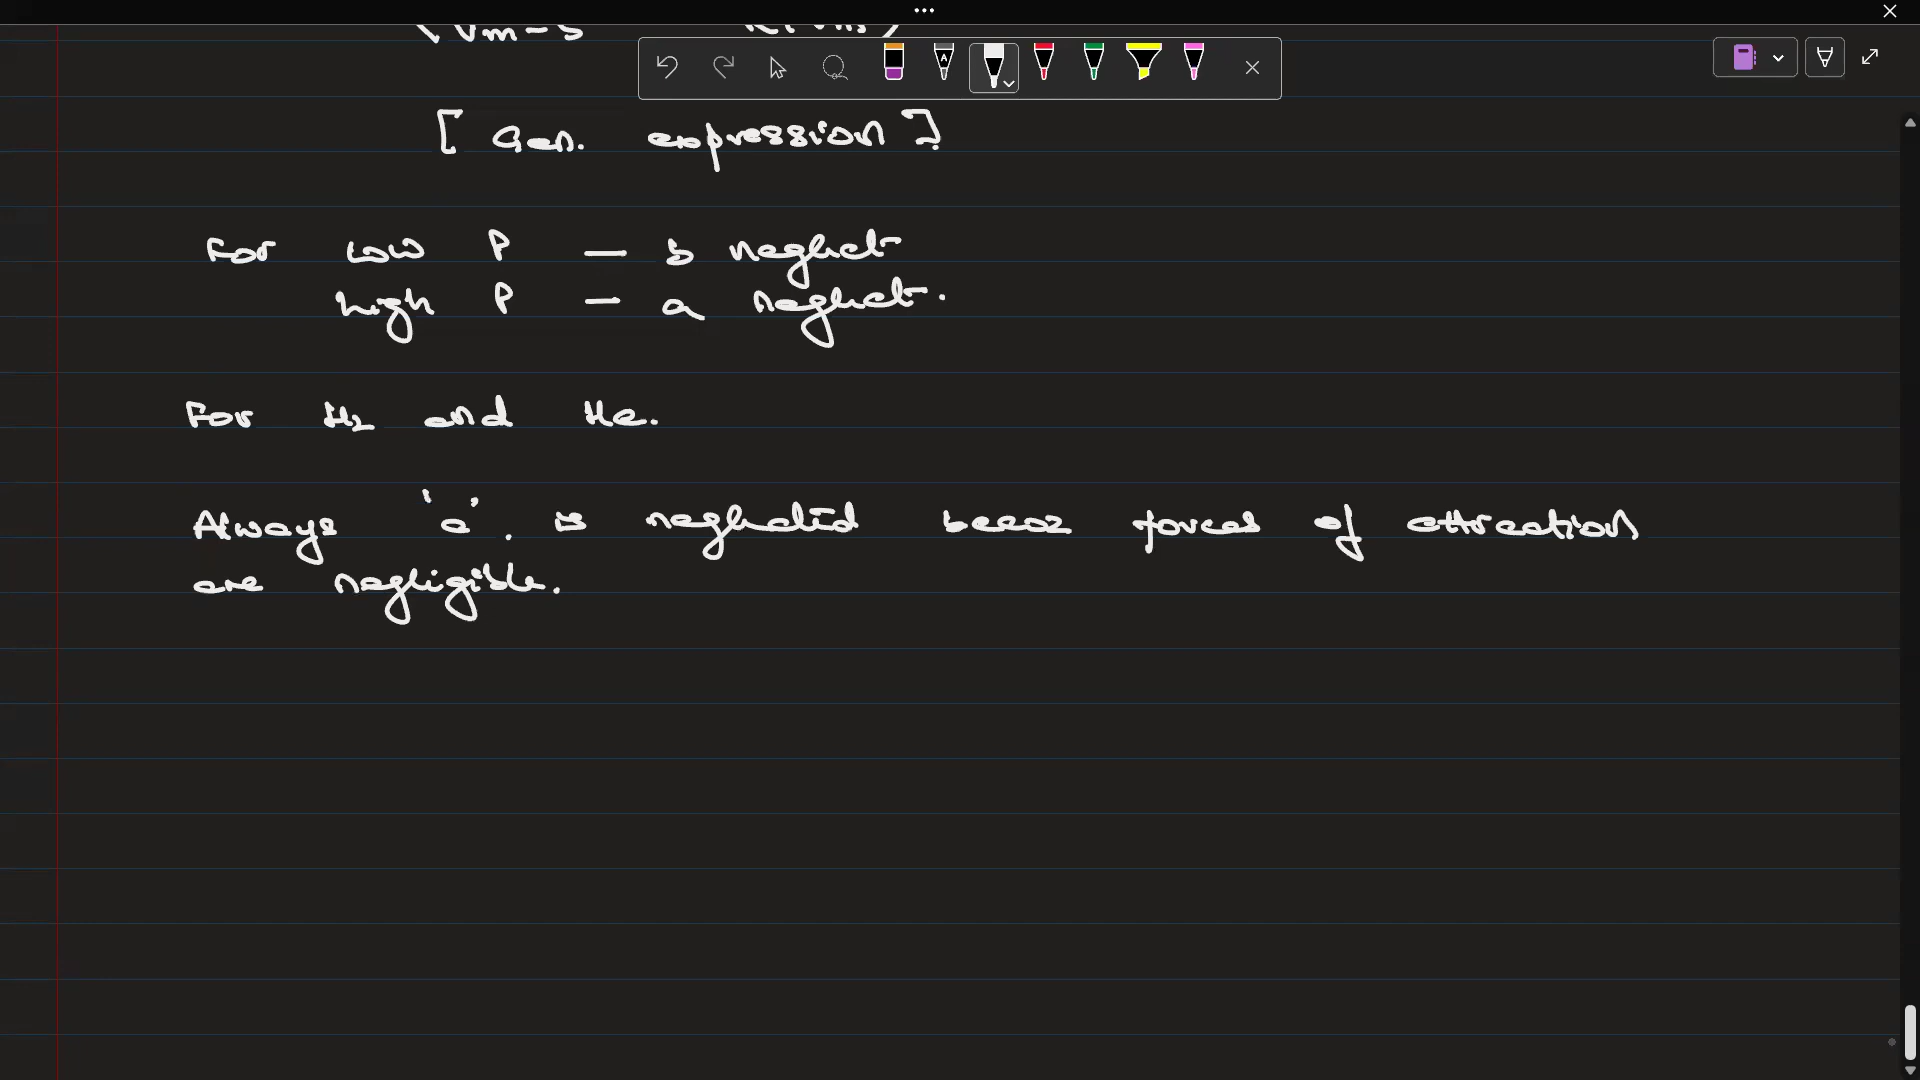 [ Gen. expression ]
For low P — b neglect
high P — a neglect.
For H₂ and He.
Always 'a'. is neglected becoz forces of attraction
are negligible.